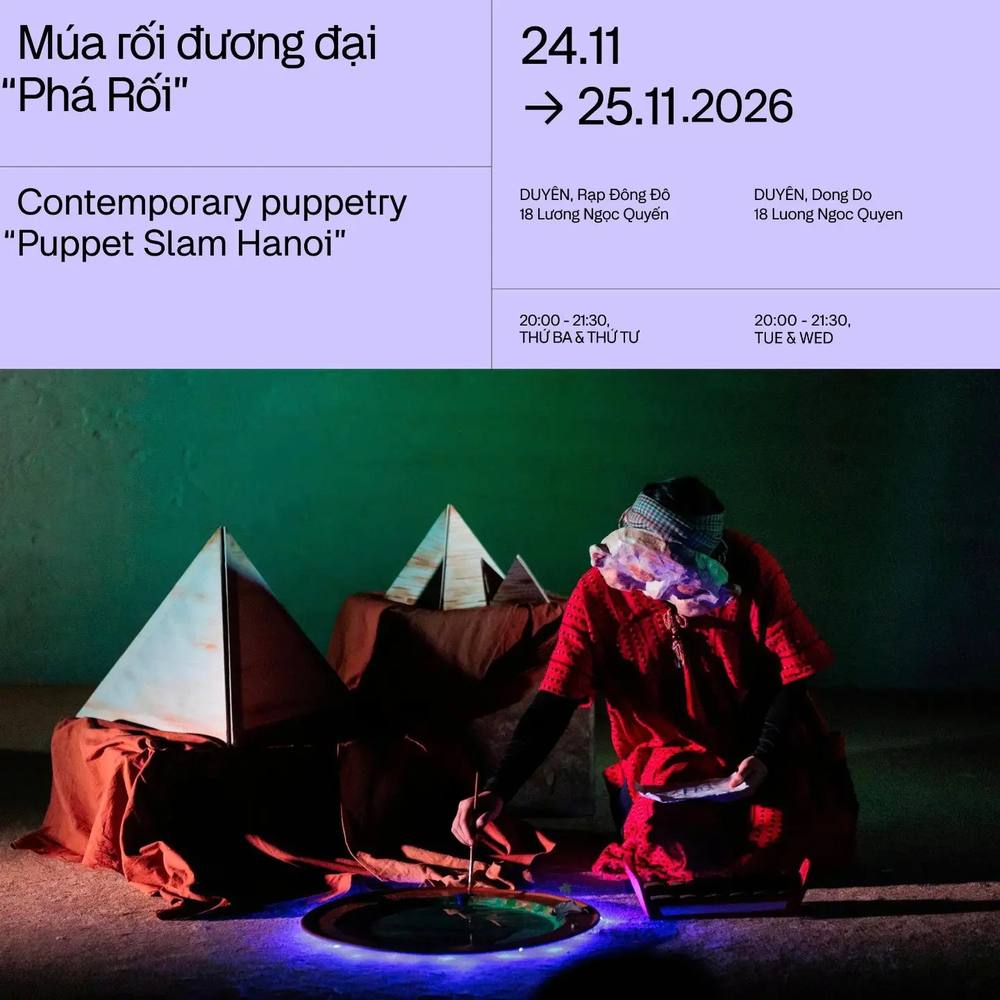 Múa rối đương đại
“Phá Rối”
Contemporary puppetry
“Puppet Slam Hanoi”
24.11
→ 25.11.2026
DUYÊN, Rạp Đông Đô
18 Lương Ngọc Quyến
DUYÊN, Dong Do
18 Luong Ngoc Quyen
20:00 - 21:30,
THỨ BA & THỨ TƯ
20:00 - 21:30,
TUE & WED